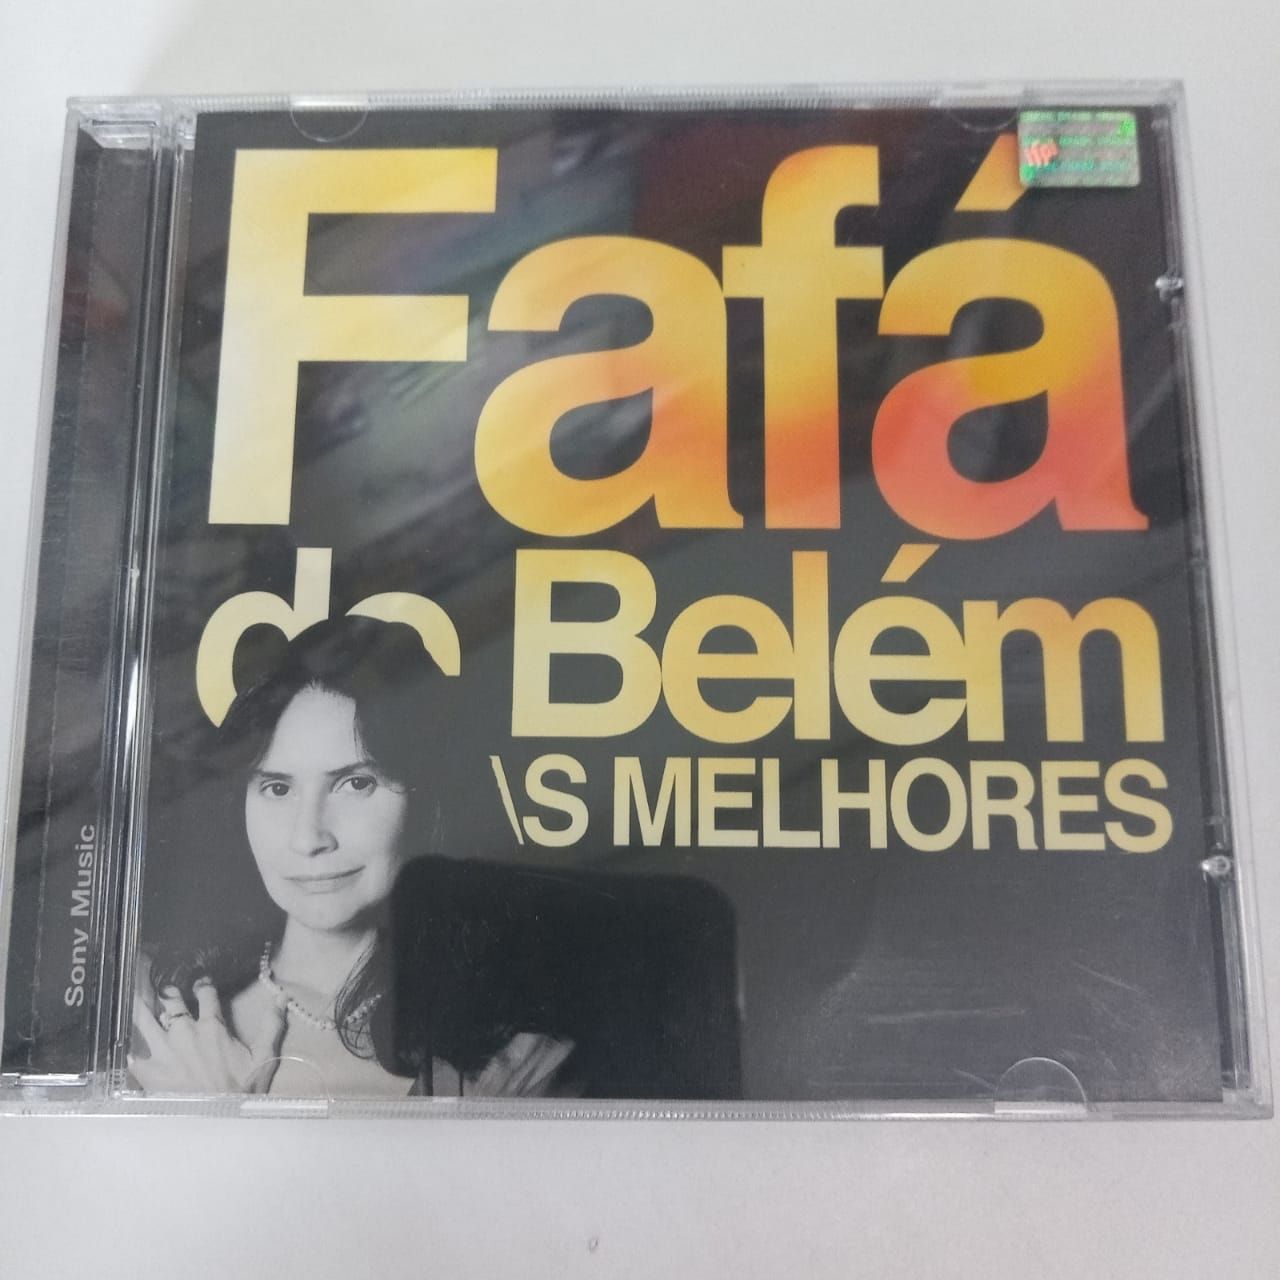 Fafá
de Belém
\S MELHORES
Sony Music